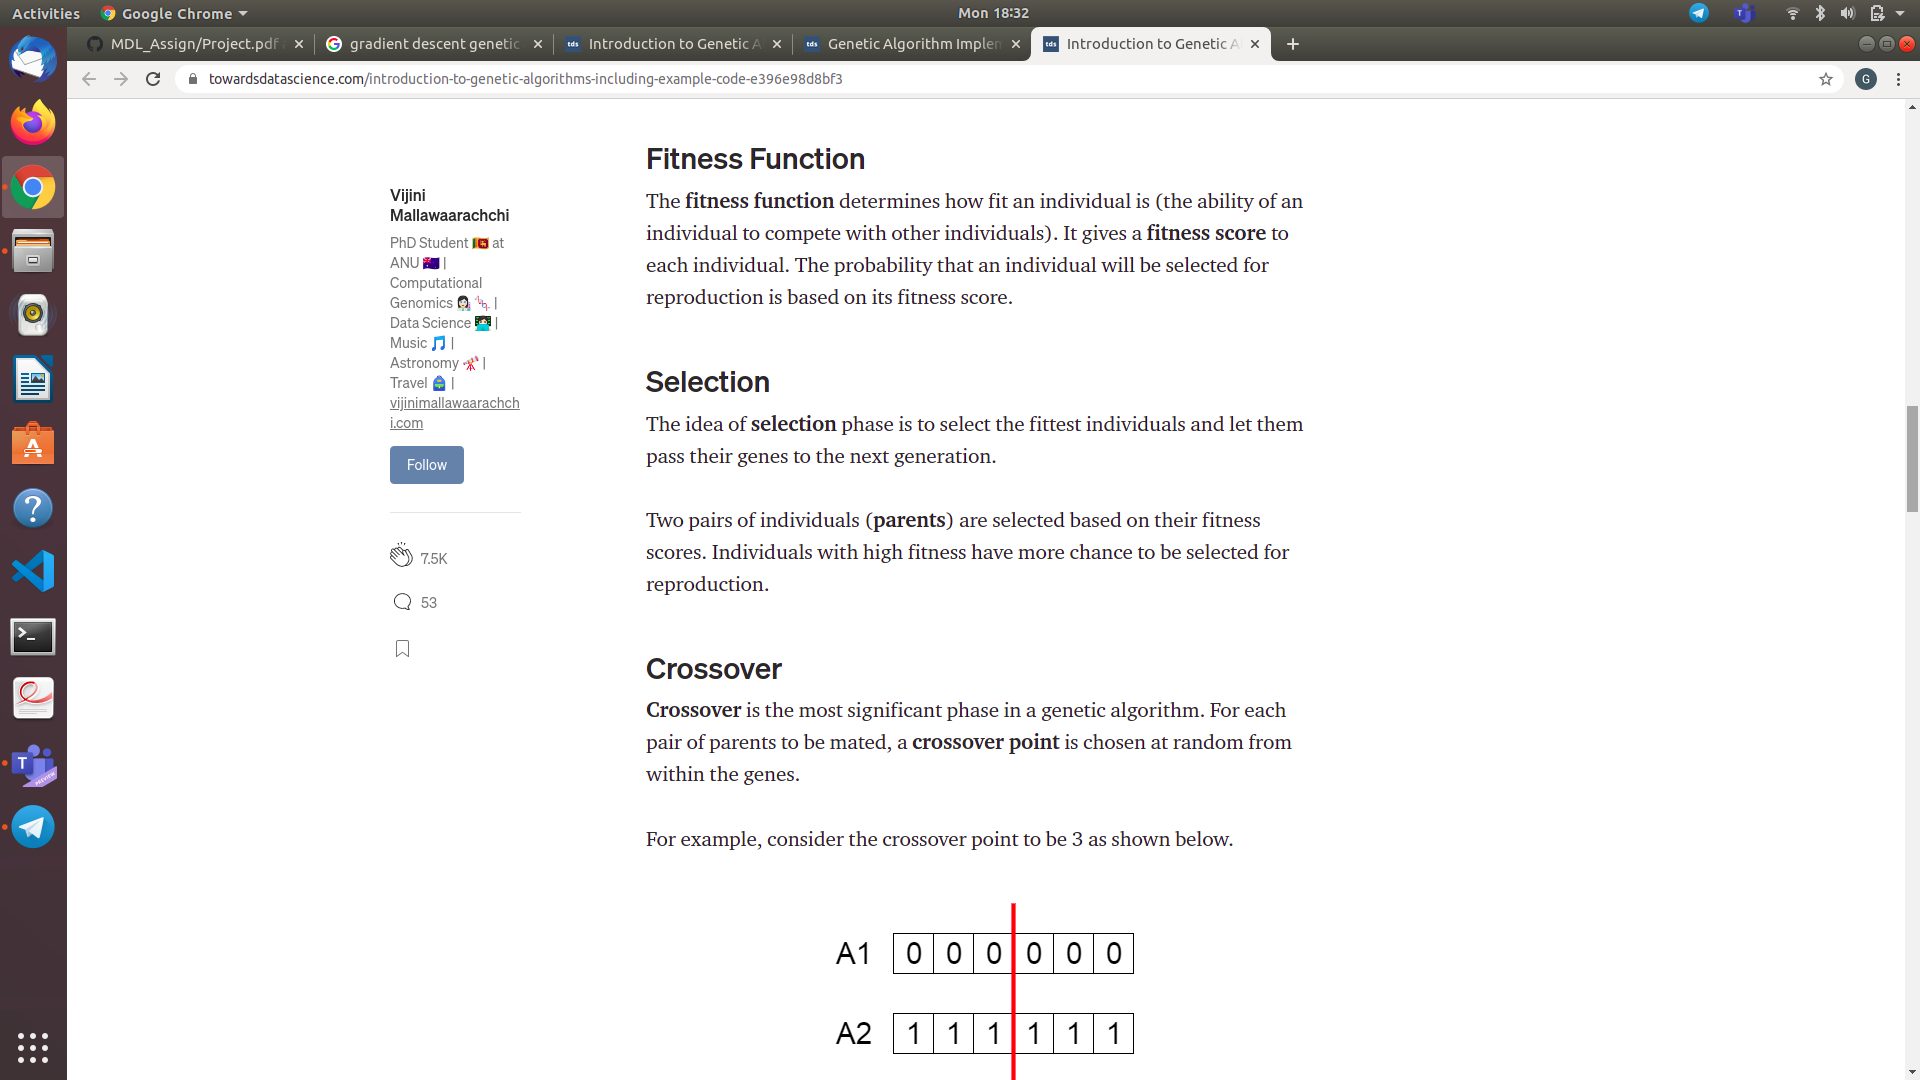 Activities
Google Chrome
Mon 18:32
MDL_Assign/Project.pdf
gradient descent genetic
Introduction to Genetic A
Genetic Algorithm Implem
Introduction to Genetic A
towardsdatascience.com/introduction-to-genetic-algorithms-including-example-code-e396e98d8bf3
G
Vijini
Mallawaarachchi
PhD Student 🇱🇰 at
ANU 🇦🇺 |
Computational
Genomics 👩🏻‍🔬 🧬 |
Data Science 👩🏻‍💻 |
Music 🎵 |
Astronomy 🔭 |
Travel 🎒 |
vijinimallawaarachch
i.com
Follow
7.5K
53
Fitness Function
The fitness function determines how fit an individual is (the ability of an
individual to compete with other individuals). It gives a fitness score to
each individual. The probability that an individual will be selected for
reproduction is based on its fitness score.
Selection
The idea of selection phase is to select the fittest individuals and let them
pass their genes to the next generation.
Two pairs of individuals (parents) are selected based on their fitness
scores. Individuals with high fitness have more chance to be selected for
reproduction.
Crossover
Crossover is the most significant phase in a genetic algorithm. For each
pair of parents to be mated, a crossover point is chosen at random from
within the genes.
For example, consider the crossover point to be 3 as shown below.
A1 0 0 0 0 0 0
A2 1 1 1 1 1 1